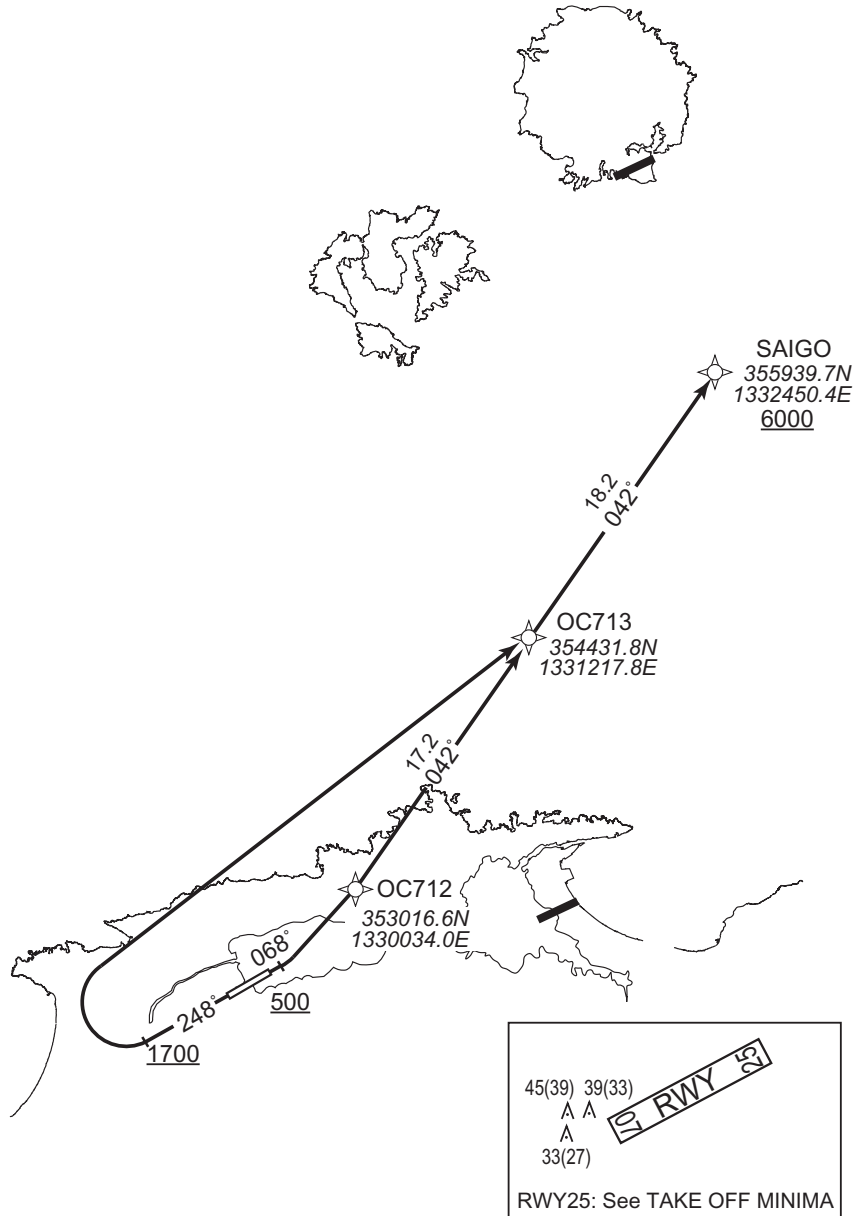 SAIGO
355939.7N
1332450.4E
6000
18.2
042°
OC713
354431.8N
1331217.8E
17.2
042°
OC712
353016.6N
1330034.0E
068°
248°
500
1700
45(39) 39(33)
33(27)
07 RWY 25
RWY25: See TAKE OFF MINIMA